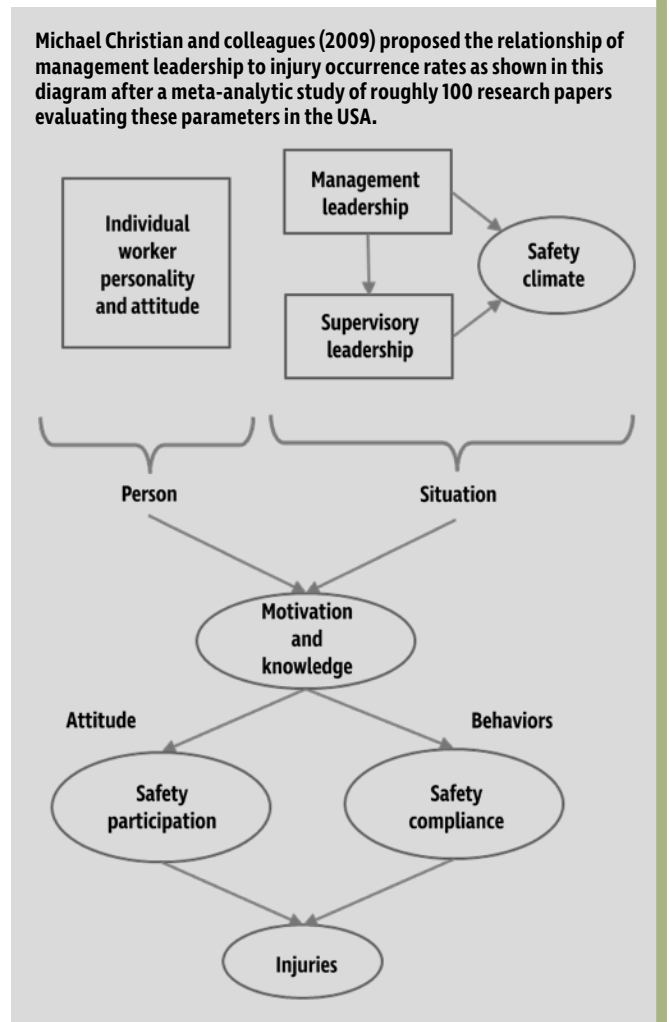 Michael Christian and colleagues (2009) proposed the relationship of
management leadership to injury occurrence rates as shown in this
diagram after a meta-analytic study of roughly 100 research papers
evaluating these parameters in the USA.
Individual
worker
personality
and attitude
Management
leadership
Supervisory
leadership
Safety
climate
Person
Situation
Motivation
and
knowledge
Attitude
Behaviors
Safety
participation
Safety
compliance
Injuries